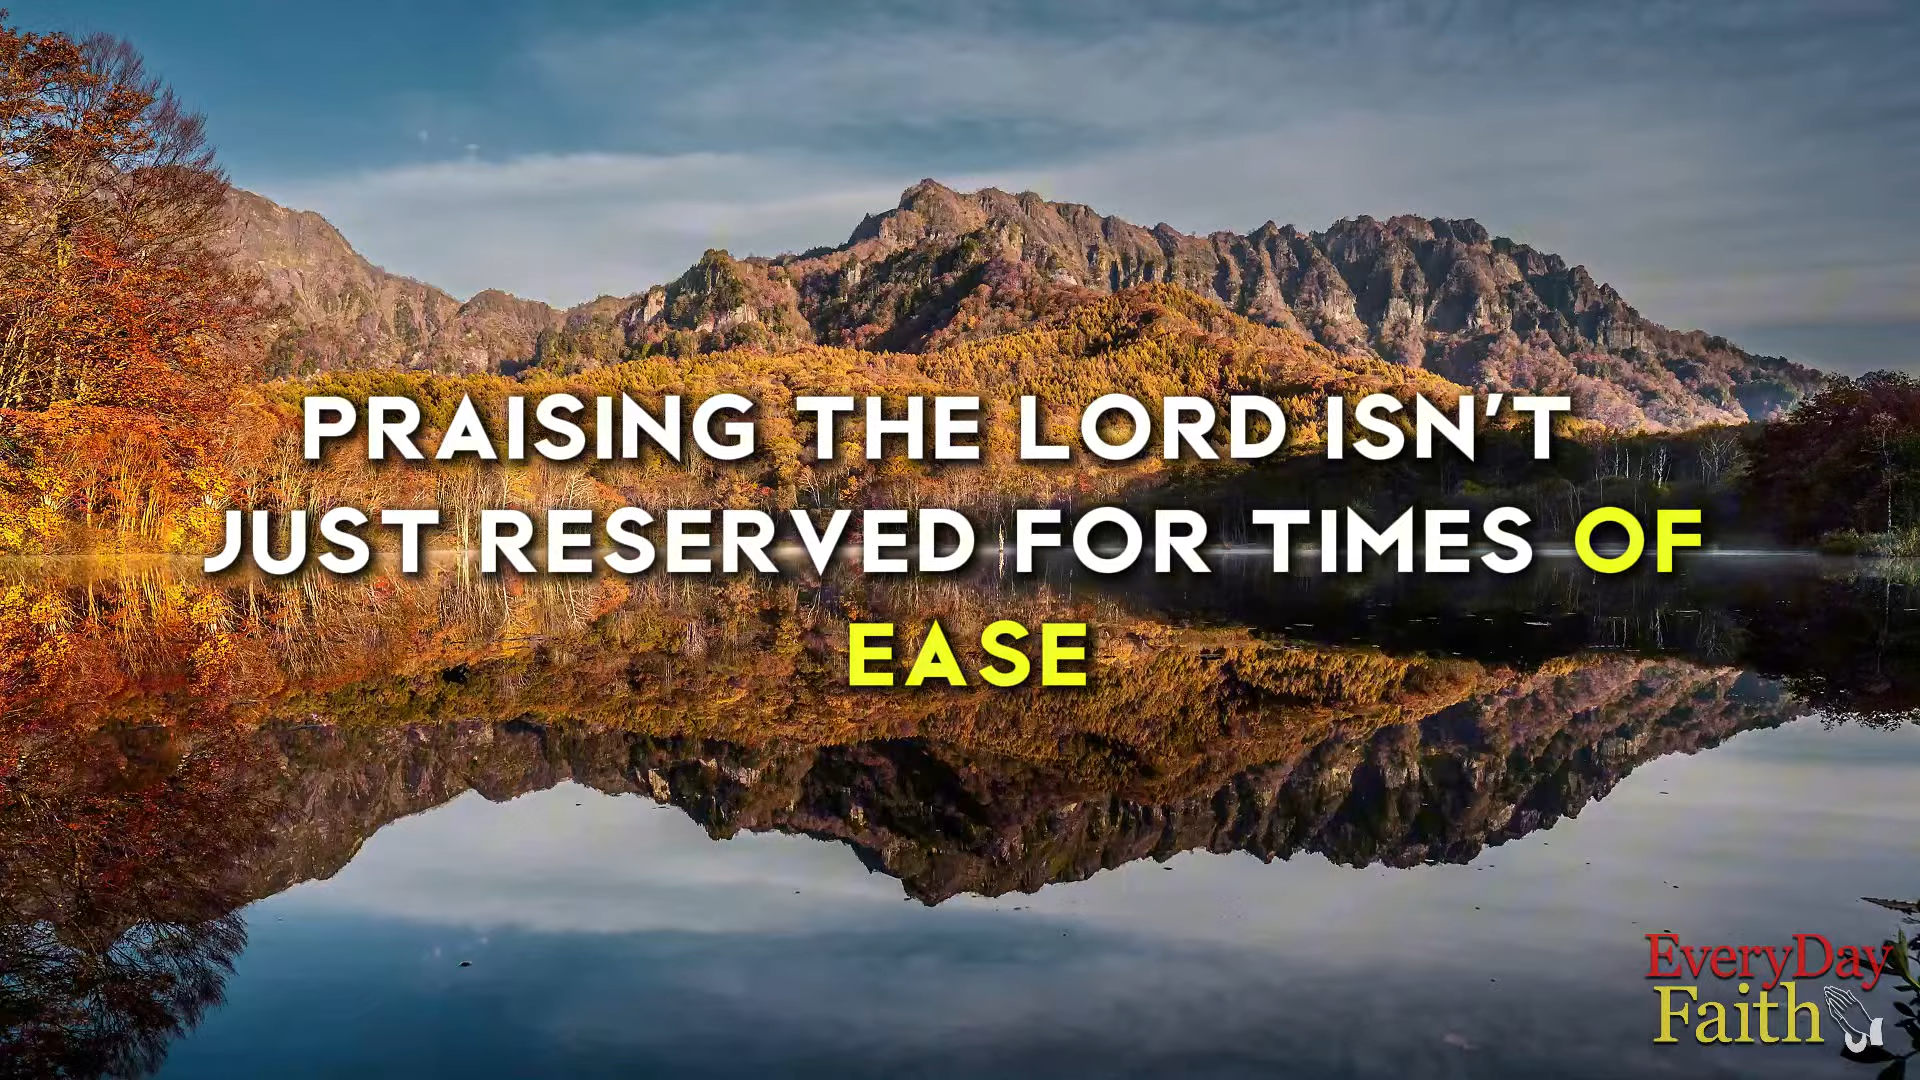 PRAISING THE LORD ISN'T
JUST RESERVED FOR TIMES OF
EASE
EveryDay
Faith